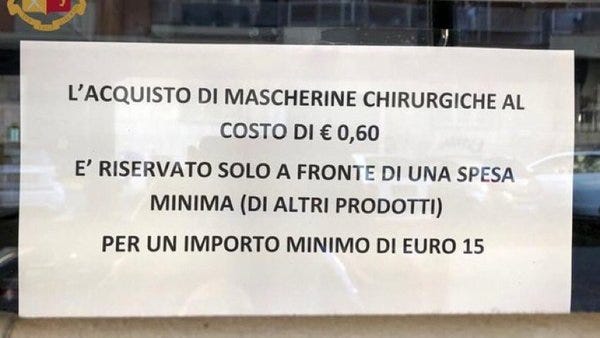 L'ACQUISTO DI MASCHERINE CHIRURGICHE AL
COSTO DI € 0,60
E' RISERVATO SOLO A FRONTE DI UNA SPESA
MINIMA (DI ALTRI PRODOTTI)
PER UN IMPORTO MINIMO DI EURO 15